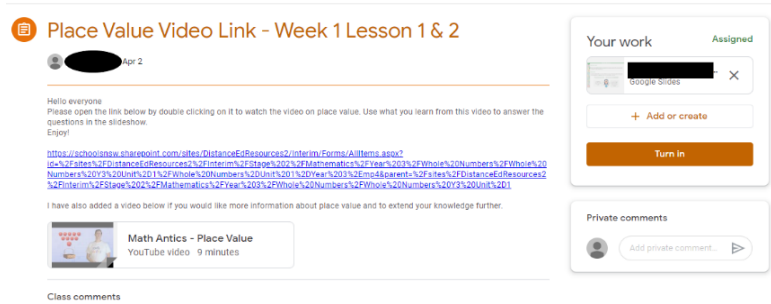 Place Value Video Link - Week 1 Lesson 1 & 2
Apr 2
Hello everyone
Please open the link below by double clicking on it to watch the video on place value. Use what you learn from this video to answer the
questions in the slideshow.
Enjoy!
https://schoolsnsw.sharepoint.com/sites/DistanceEdResources2/Interim/Forms/AllItems.aspx?
id=%2Fsites%2FDistanceEdResources2%2FInterim%2FStage%202%2FMathematics%2FYear%203%2FWhole%20Numbers%2FWhole%20
Numbers%20Y3%20Unit%2D1%2FWhole%20Numbers%2DUnit%201%2DYear%203%2Emp4&parent=%2Fsites%2FDistanceEdResources
2%2FInterim%2FStage%202%2FMathematics%2FYear%203%2FWhole%20Numbers%2FWhole%20Numbers%20Y3%20Unit%2D1
I have also added a video below if you would like more information about place value and to extend your knowledge further.
Math Antics - Place Value
YouTube video 9 minutes
Class comments
Your work
Assigned
Google Slides
+ Add or create
Turn in
Private comments
Add private comment...